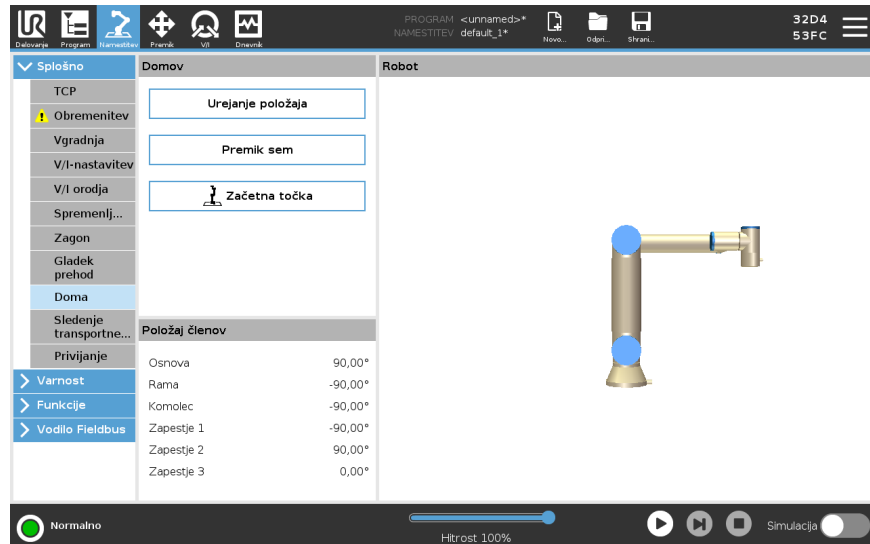 PROGRAM <unnamed>*
NAMESTITEV default_1*
32D4
53FC
Delovanje Program Namestitev Premik V/I Dnevnik Novo... Odpri... Shrani...
Splošno
TCP
Obremenitev
Vgradnja
V/I-nastavitev
V/I orodja
Spremenlj...
Zagon
Gladek
prehod
Doma
Sledenje
transportne...
Privijanje
Varnost
Funkcije
Vodilo Fieldbus
Domov
Urejanje položaja
Premik sem
Začetna točka
Položaj členov
Osnova 90,00°
Rama -90,00°
Komolec -90,00°
Zapestje 1 -90,00°
Zapestje 2 90,00°
Zapestje 3 0,00°
Robot
Normalno
Hitrost 100%
Simulacija